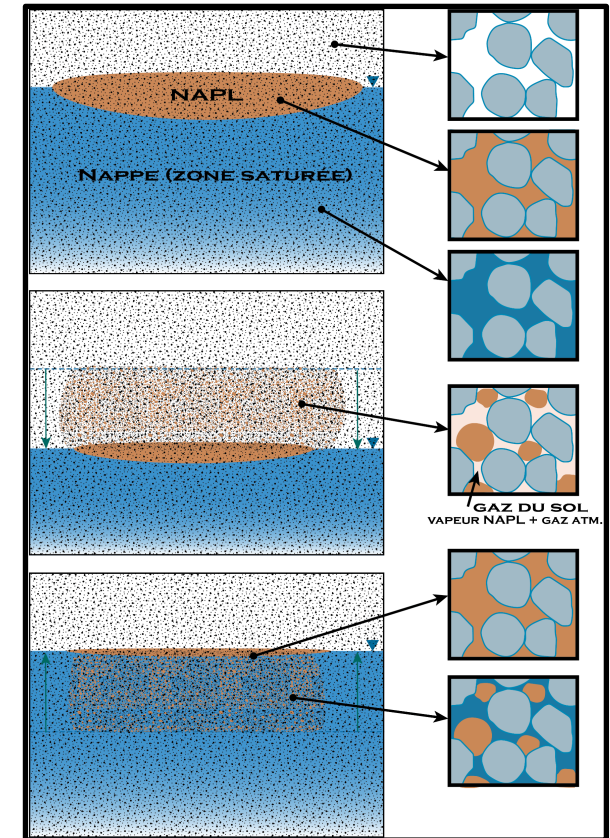 NAPL
NAPPE (ZONE SATURÉE)
GAZ DU SOL
VAPEUR NAPL + GAZ ATM.